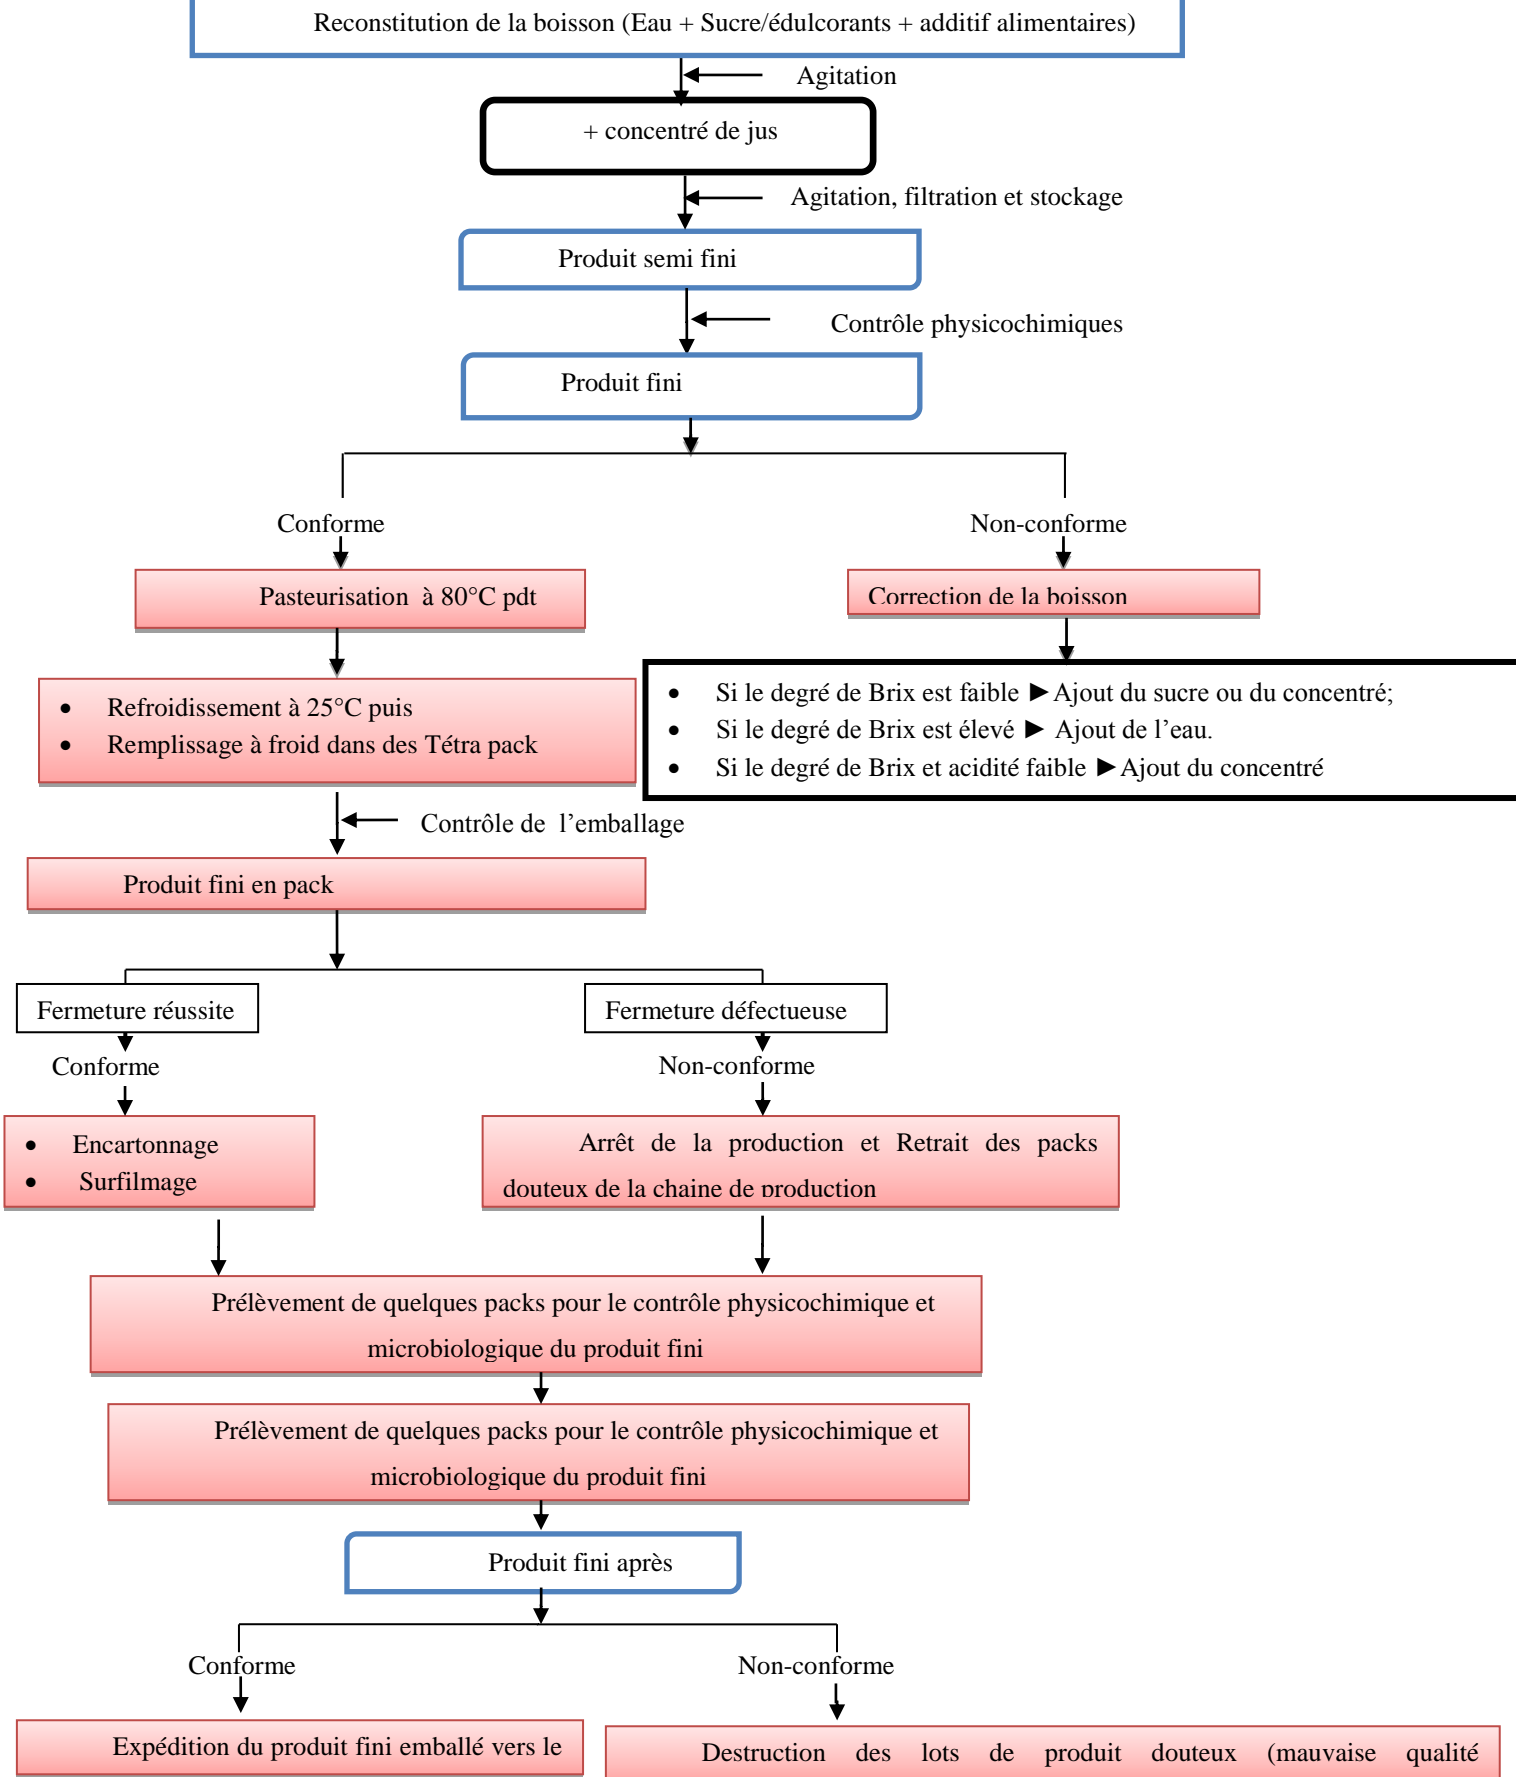 Reconstitution de la boisson (Eau + Sucre/édulcorants + additif alimentaires)
Agitation
+ concentré de jus
Agitation, filtration et stockage
Produit semi fini
Contrôle physicochimiques
Produit fini
Conforme
Non-conforme
Pasteurisation à 80°C pdt
Correction de la boisson
• Refroidissement à 25°C puis
• Remplissage à froid dans des Tétra pack
• Si le degré de Brix est faible ►Ajout du sucre ou du concentré;
• Si le degré de Brix est élevé ► Ajout de l’eau.
• Si le degré de Brix et acidité faible ►Ajout du concentré
Contrôle de l’emballage
Produit fini en pack
Fermeture réussite
Fermeture défectueuse
Conforme
Non-conforme
• Encartonnage
• Surfilmage
Arrêt de la production et Retrait des packs
douteux de la chaine de production
Prélèvement de quelques packs pour le contrôle physicochimique et
microbiologique du produit fini
Prélèvement de quelques packs pour le contrôle physicochimique et
microbiologique du produit fini
Produit fini après
Conforme
Non-conforme
Expédition du produit fini emballé vers le
Destruction des lots de produit douteux (mauvaise qualité